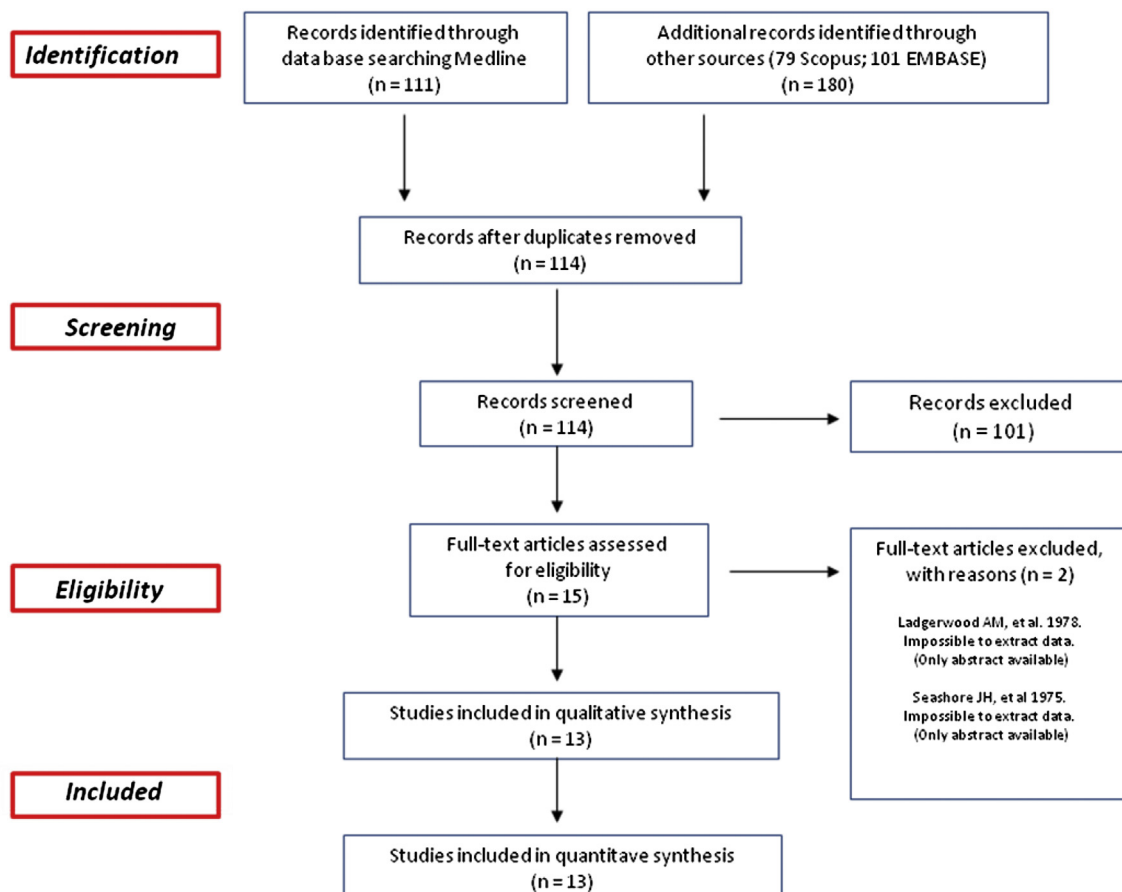 Identification
Records identified through
data base searching Medline
(n = 111)
Additional records identified through
other sources (79 Scopus; 101 EMBASE)
(n = 180)
Records after duplicates removed
(n = 114)
Screening
Records screened
(n = 114)
Records excluded
(n = 101)
Eligibility
Full-text articles assessed
for eligibility
(n = 15)
Full-text articles excluded,
with reasons (n = 2)
Ladgerwood AM, et al. 1978.
Impossible to extract data.
(Only abstract available)
Seashore JH, et al 1975.
Impossible to extract data.
(Only abstract available)
Studies included in qualitative synthesis
(n = 13)
Included
Studies included in quantitave synthesis
(n = 13)